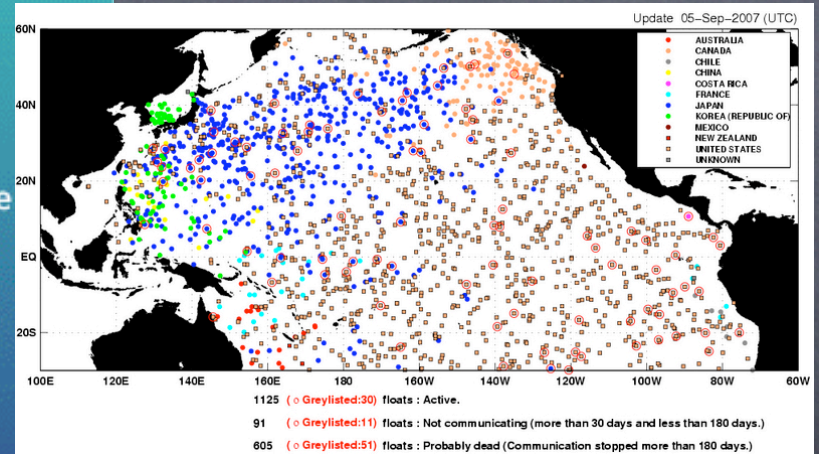 Update 05-Sep-2007 (UTC)
60N
40N
20N
EQ
20S
100E 120E 140E 160E 180 160W 140W 120W 100W 80W 60W
AUSTRALIA
CANADA
CHILE
CHINA
COSTRA RICA
FRANCE
JAPAN
KOREA (REPUBLIC OF)
MEXICO
NEW ZEALAND
UNITED STATES
UNKNOWN
1125 (○ Greylisted:30) floats : Active.
91 (○ Greylisted:11) floats : Not communicating (more than 30 days and less than 180 days.)
605 (○ Greylisted:51) floats : Probably dead (Communication stopped more than 180 days.)